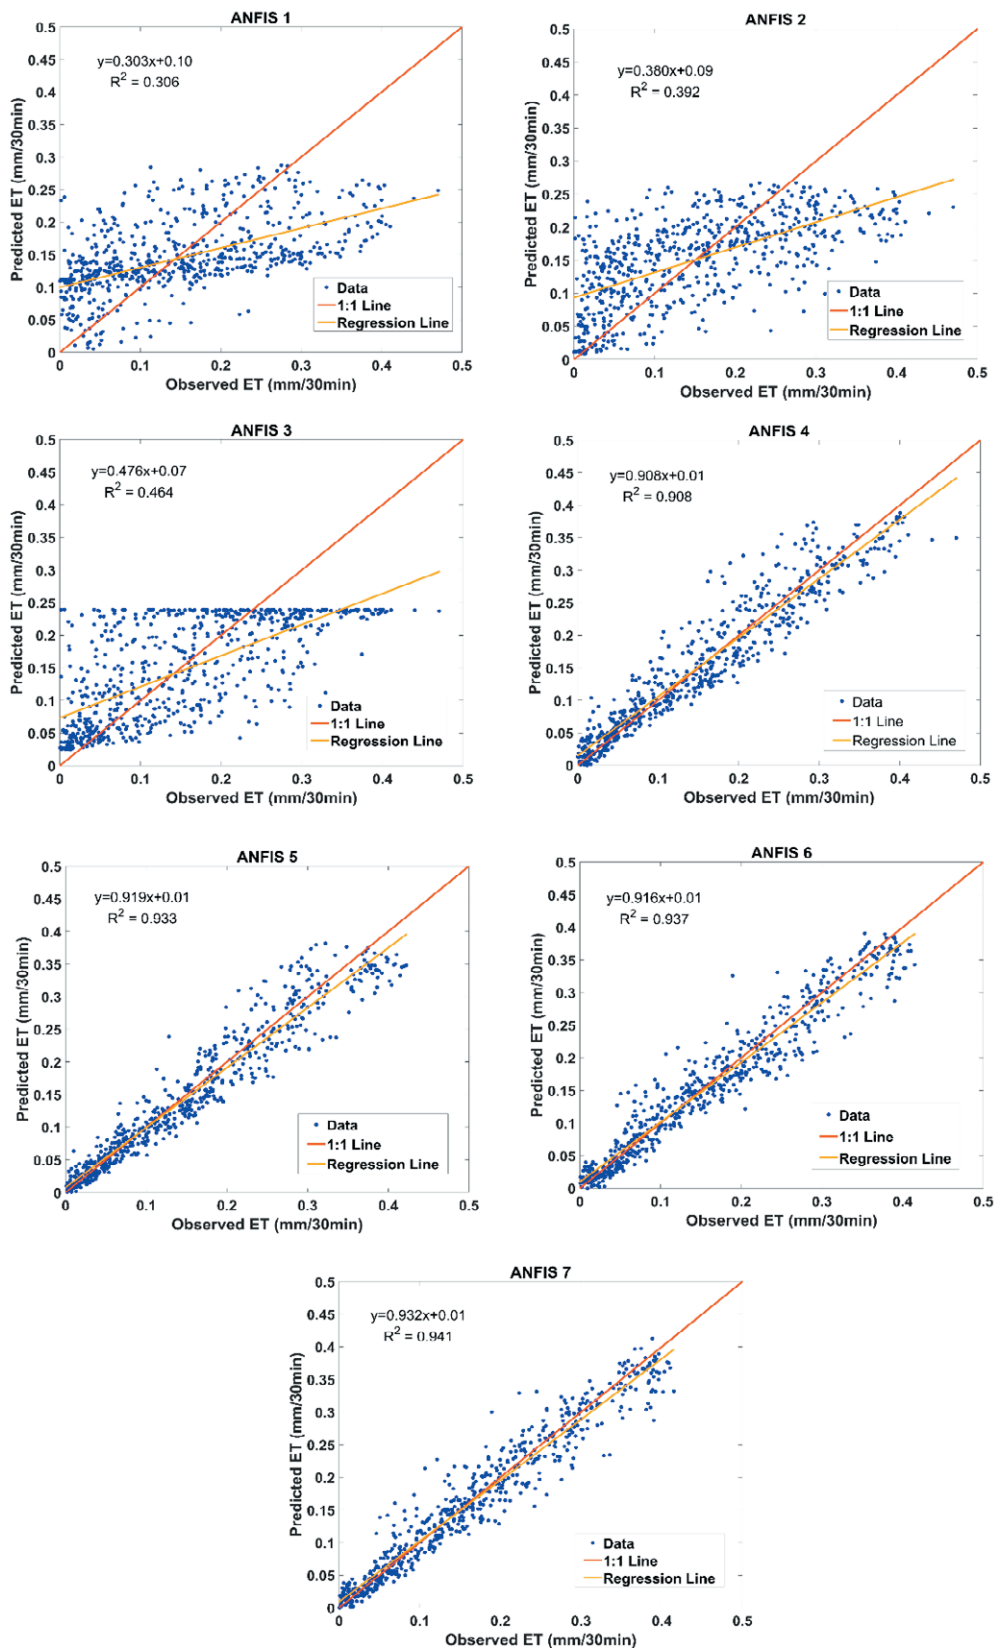 ANFIS 1
y=0.303x+0.10
R² = 0.306
Predicted ET (mm/30min)
0.5
0.45
0.4
0.35
0.3
0.25
0.2
0.15
0.1
0.05
0
0 0.1 0.2 0.3 0.4 0.5
Observed ET (mm/30min)
Data
1:1 Line
Regression Line
ANFIS 2
y=0.380x+0.09
R² = 0.392
Predicted ET (mm/30min)
0.5
0.45
0.4
0.35
0.3
0.25
0.2
0.15
0.1
0.05
0
0 0.1 0.2 0.3 0.4 0.5
Observed ET (mm/30min)
Data
1:1 Line
Regression Line
ANFIS 3
y=0.476x+0.07
R² = 0.464
Predicted ET (mm/30min)
0.5
0.45
0.4
0.35
0.3
0.25
0.2
0.15
0.1
0.05
0
0 0.1 0.2 0.3 0.4 0.5
Observed ET (mm/30min)
Data
1:1 Line
Regression Line
ANFIS 4
y=0.908x+0.01
R² = 0.908
Predicted ET (mm/30min)
0.5
0.45
0.4
0.35
0.3
0.25
0.2
0.15
0.1
0.05
0
0 0.1 0.2 0.3 0.4 0.5
Observed ET (mm/30min)
Data
1:1 Line
Regression Line
ANFIS 5
y=0.919x+0.01
R² = 0.933
Predicted ET (mm/30min)
0.5
0.45
0.4
0.35
0.3
0.25
0.2
0.15
0.1
0.05
0
0 0.1 0.2 0.3 0.4 0.5
Observed ET (mm/30min)
Data
1:1 Line
Regression Line
ANFIS 6
y=0.916x+0.01
R² = 0.937
Predicted ET (mm/30min)
0.5
0.45
0.4
0.35
0.3
0.25
0.2
0.15
0.1
0.05
0
0 0.1 0.2 0.3 0.4 0.5
Observed ET (mm/30min)
Data
1:1 Line
Regression Line
ANFIS 7
y=0.932x+0.01
R² = 0.941
Predicted ET (mm/30min)
0.5
0.45
0.4
0.35
0.3
0.25
0.2
0.15
0.1
0.05
0
0 0.1 0.2 0.3 0.4 0.5
Observed ET (mm/30min)
Data
1:1 Line
Regression Line